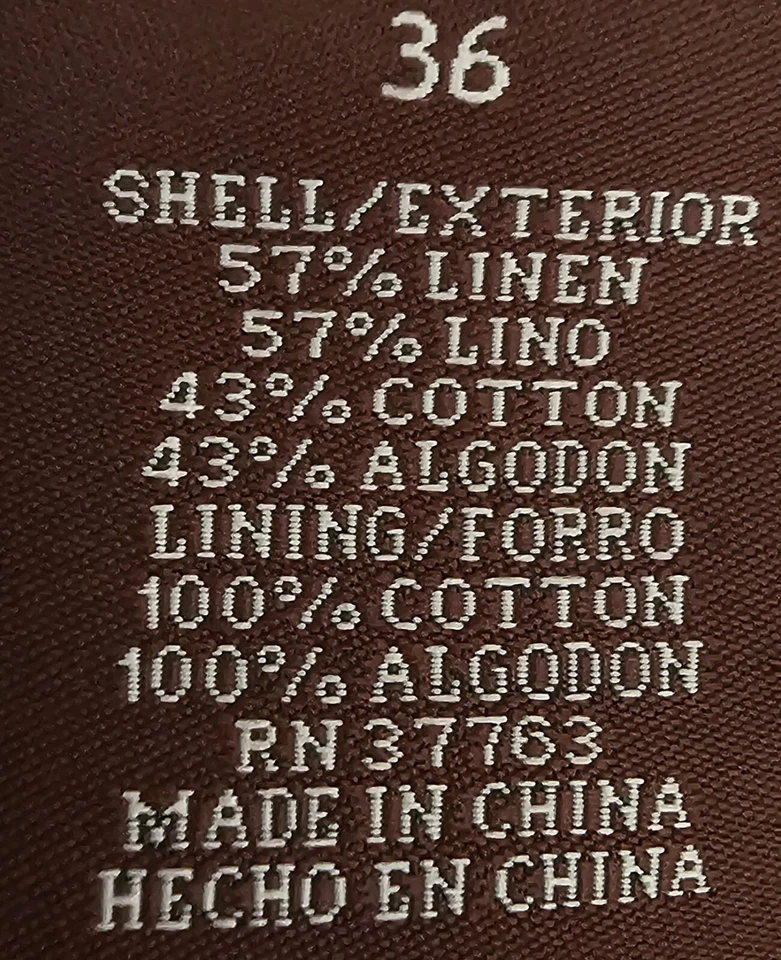 36
SHELL/EXTERIOR
57% LINEN
57% LINO
43% COTTON
43% ALGODON
LINING/FORRO
100% COTTON
100% ALGODON
RN 37763
MADE IN CHINA
HECHO EN CHINA